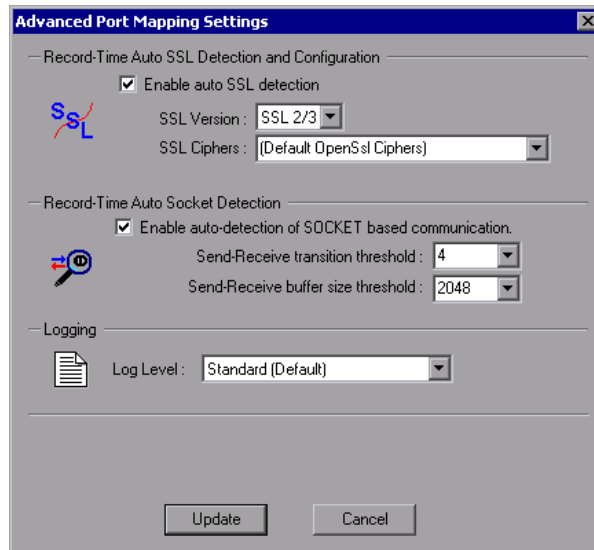 Advanced Port Mapping Settings
Record-Time Auto SSL Detection and Configuration
Enable auto SSL detection
SSL
SSL Version : SSL 2/3
SSL Ciphers : (Default OpenSsl Ciphers)
Record-Time Auto Socket Detection
Enable auto-detection of SOCKET based communication.
Send-Receive transition threshold : 4
Send-Receive buffer size threshold : 2048
Logging
Log Level : Standard (Default)
Update Cancel